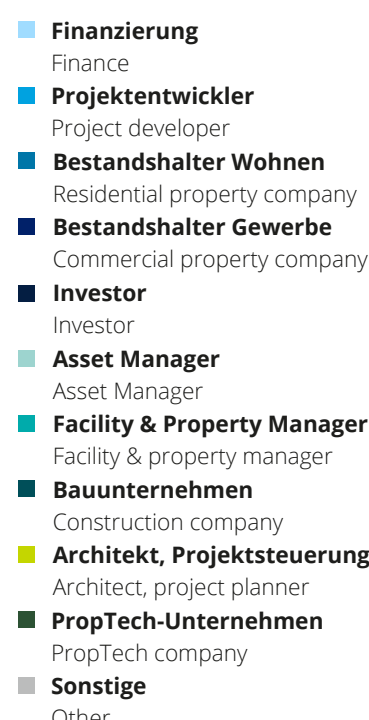 Finanzierung
Finance
Projektentwickler
Project developer
Bestandshalter Wohnen
Residential property company
Bestandshalter Gewerbe
Commercial property company
Investor
Investor
Asset Manager
Asset Manager
Facility & Property Manager
Facility & property manager
Bauunternehmen
Construction company
Architekt, Projektsteuerung
Architect, project planner
PropTech-Unternehmen
PropTech company
Sonstige
Other